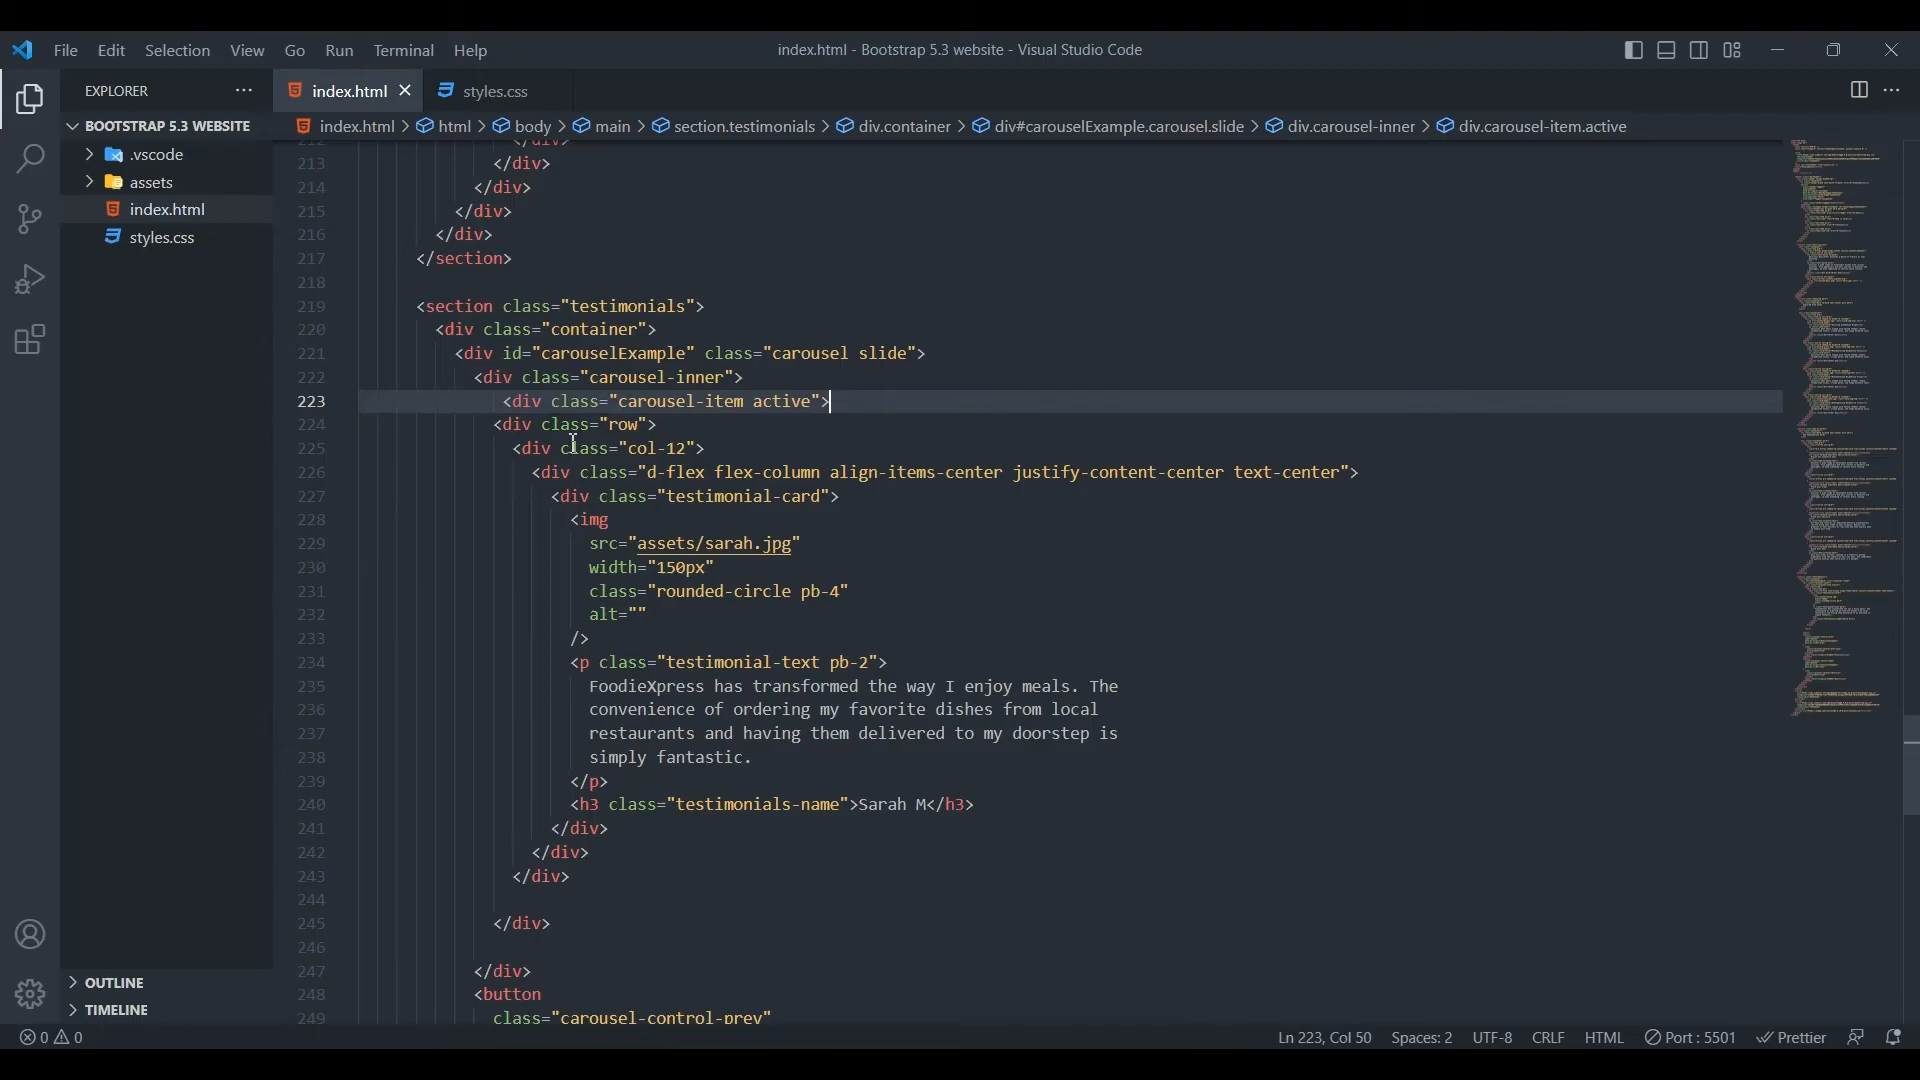 File Edit Selection View Go Run Terminal Help
index.html - Bootstrap 5.3 website - Visual Studio Code
EXPLORER
BOOTSTRAP 5.3 WEBSITE
.vscode
assets
index.html
styles.css
OUTLINE
TIMELINE
index.html styles.css
index.html > html > body > main > section.testimonials > div.container > div#carouselExample.carousel.slide > div.carousel-inner > div.carousel-item.active
212 </div>
213 </div>
214 </div>
215 </div>
216 </div>
217 </section>
218
219 <section class="testimonials">
220 <div class="container">
221 <div id="carouselExample" class="carousel slide">
222 <div class="carousel-inner">
223 <div class="carousel-item active">
224 <div class="row">
225 <div class="col-12">
226 <div class="d-flex flex-column align-items-center justify-content-center text-center">
227 <div class="testimonial-card">
228 <img
229 src="assets/sarah.jpg"
230 width="150px"
231 class="rounded-circle pb-4"
232 alt=""
233 />
234 <p class="testimonial-text pb-2">
235 FoodieXpress has transformed the way I enjoy meals. The
236 convenience of ordering my favorite dishes from local
237 restaurants and having them delivered to my doorstep is
238 simply fantastic.
239 </p>
240 <h3 class="testimonials-name">Sarah M</h3>
241 </div>
242 </div>
243 </div>
244
245 </div>
246
247 </div>
248 <button
249 class="carousel-control-prev"
0 0
Ln 223, Col 50 Spaces: 2 UTF-8 CRLF HTML Port : 5501 Prettier